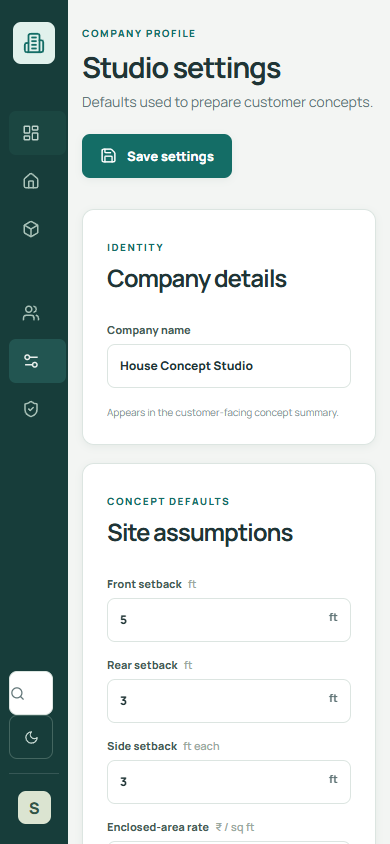 COMPANY PROFILE
Studio settings
Defaults used to prepare customer concepts.
Save settings
IDENTITY
Company details
Company name
House Concept Studio
Appears in the customer-facing concept summary.
CONCEPT DEFAULTS
Site assumptions
Front setback ft
5 ft
Rear setback ft
3 ft
Side setback ft each
3 ft
Enclosed-area rate ₹ / sq ft
S